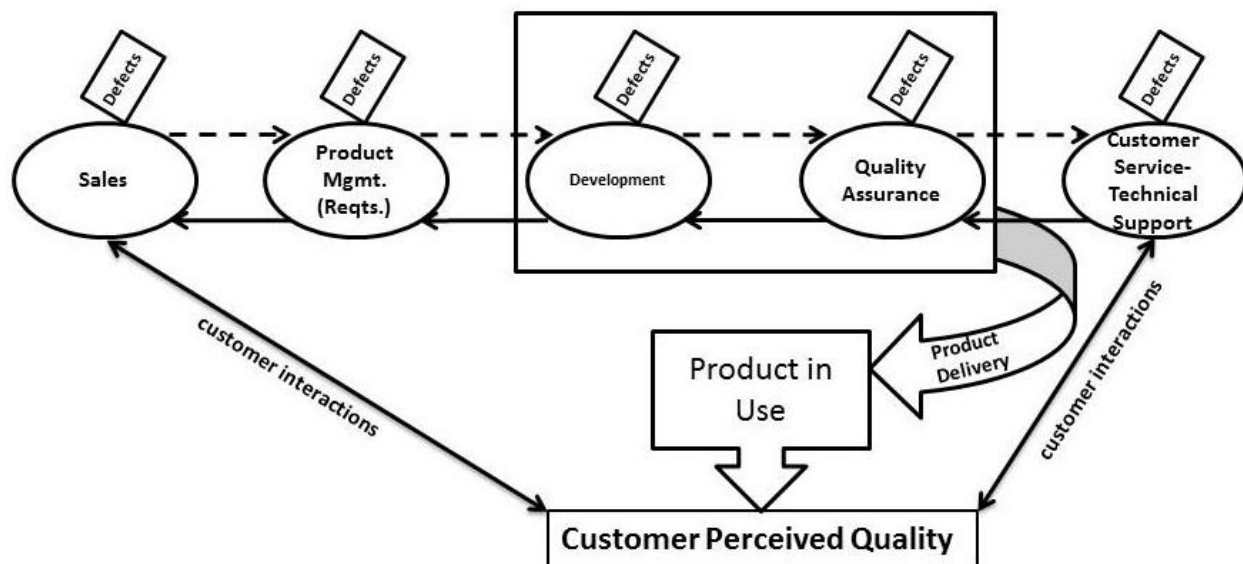 Defects
Defects
Defects
Defects
Defects
Sales
Product
Mgmt.
(Reqts.)
Development
Quality
Assurance
Customer
Service-
Technical
Support
customer interactions
Product in
Use
Product
Delivery
customer interactions
Customer Perceived Quality